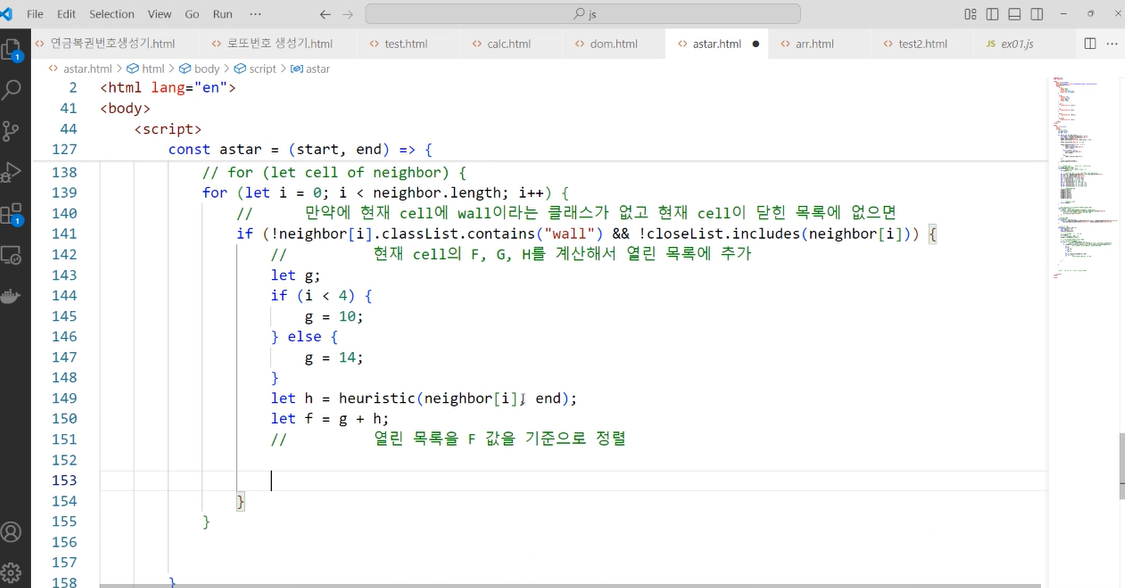 File Edit Selection View Go Run ··· ← → js
연금복권번호생성기.html 로또번호 생성기.html test.html calc.html dom.html astar.html ● arr.html test2.html JS ex01.js ···
astar.html > html > body > script > astar
2 <html lang="en">
41 <body>
44 <script>
127 const astar = (start, end) => {
138 // for (let cell of neighbor) {
139 for (let i = 0; i < neighbor.length; i++) {
140 // 만약에 현재 cell에 wall이라는 클래스가 없고 현재 cell이 닫힌 목록에 없으면
141 if (!neighbor[i].classList.contains("wall") && !closeList.includes(neighbor[i])) {
142 // 현재 cell의 F, G, H를 계산해서 열린 목록에 추가
143 let g;
144 if (i < 4) {
145 g = 10;
146 } else {
147 g = 14;
148 }
149 let h = heuristic(neighbor[i], end);
150 let f = g + h;
151 // 열린 목록을 F 값을 기준으로 정렬
152
153
154 }
155 }
156
157
158 }
1
1